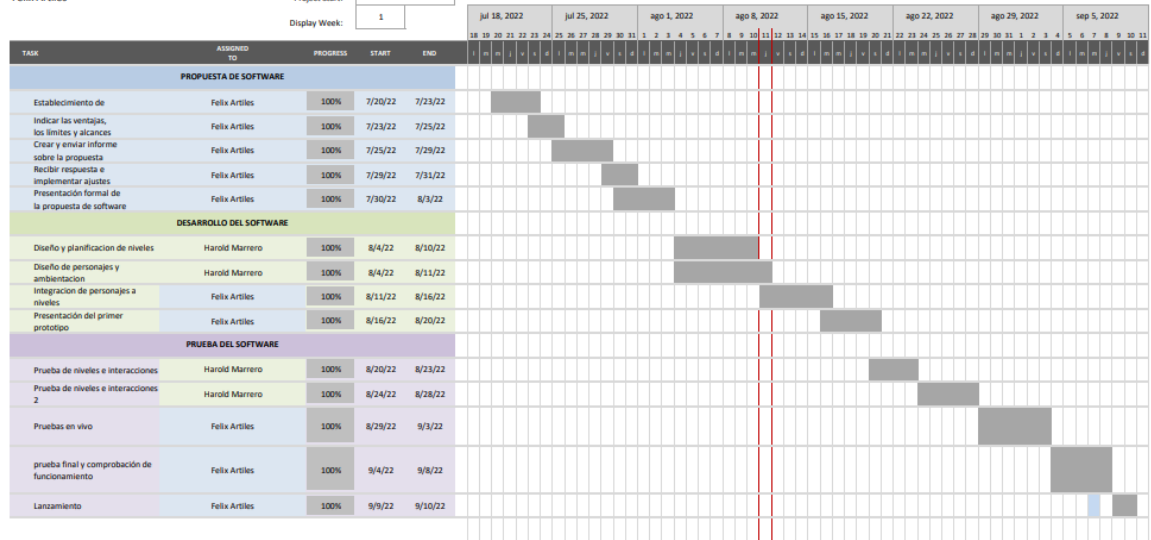 Display Week: 1
jul 18, 2022 jul 25, 2022 ago 1, 2022 ago 8, 2022 ago 15, 2022 ago 22, 2022 ago 29, 2022 sep 5, 2022
18 19 20 21 22 23 24 25 26 27 28 29 30 31 1 2 3 4 5 6 7 8 9 10 11 12 13 14 15 16 17 18 19 20 21 22 23 24 25 26 27 28 29 30 31 1 2 3 4 5 6 7 8 9 10 11
TASK ASSIGNED TO PROGRESS START END l m m j v s d l m m j v s d l m m j v s d l m m j v s d l m m j v s d l m m j v s d l m m j v s d l m m j v s d
PROPUESTA DE SOFTWARE
Establecimiento de Felix Artiles 100% 7/20/22 7/23/22
Indicar las ventajas,
los límites y alcances Felix Artiles 100% 7/23/22 7/25/22
Crear y enviar informe
sobre la propuesta Felix Artiles 100% 7/25/22 7/29/22
Recibir respuesta e
implementar ajustes Felix Artiles 100% 7/29/22 7/31/22
Presentación formal de
la propuesta de software Felix Artiles 100% 7/30/22 8/3/22
DESARROLLO DEL SOFTWARE
Diseño y planificacion de niveles Harold Marrero 100% 8/4/22 8/10/22
Diseño de personajes y
ambientacion Harold Marrero 100% 8/4/22 8/11/22
Integracion de personajes a
niveles Felix Artiles 100% 8/11/22 8/16/22
Presentación del primer
prototipo Felix Artiles 100% 8/16/22 8/20/22
PRUEBA DEL SOFTWARE
Prueba de niveles e interacciones Harold Marrero 100% 8/20/22 8/23/22
Prueba de niveles e interacciones
2 Harold Marrero 100% 8/24/22 8/28/22
Pruebas en vivo Felix Artiles 100% 8/29/22 9/3/22
prueba final y comprobación de
funcionamiento Felix Artiles 100% 9/4/22 9/8/22
Lanzamiento Felix Artiles 100% 9/9/22 9/10/22